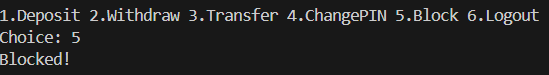 1.Deposit 2.Withdraw 3.Transfer 4.ChangePIN 5.Block 6.Logout
Choice: 5
Blocked!